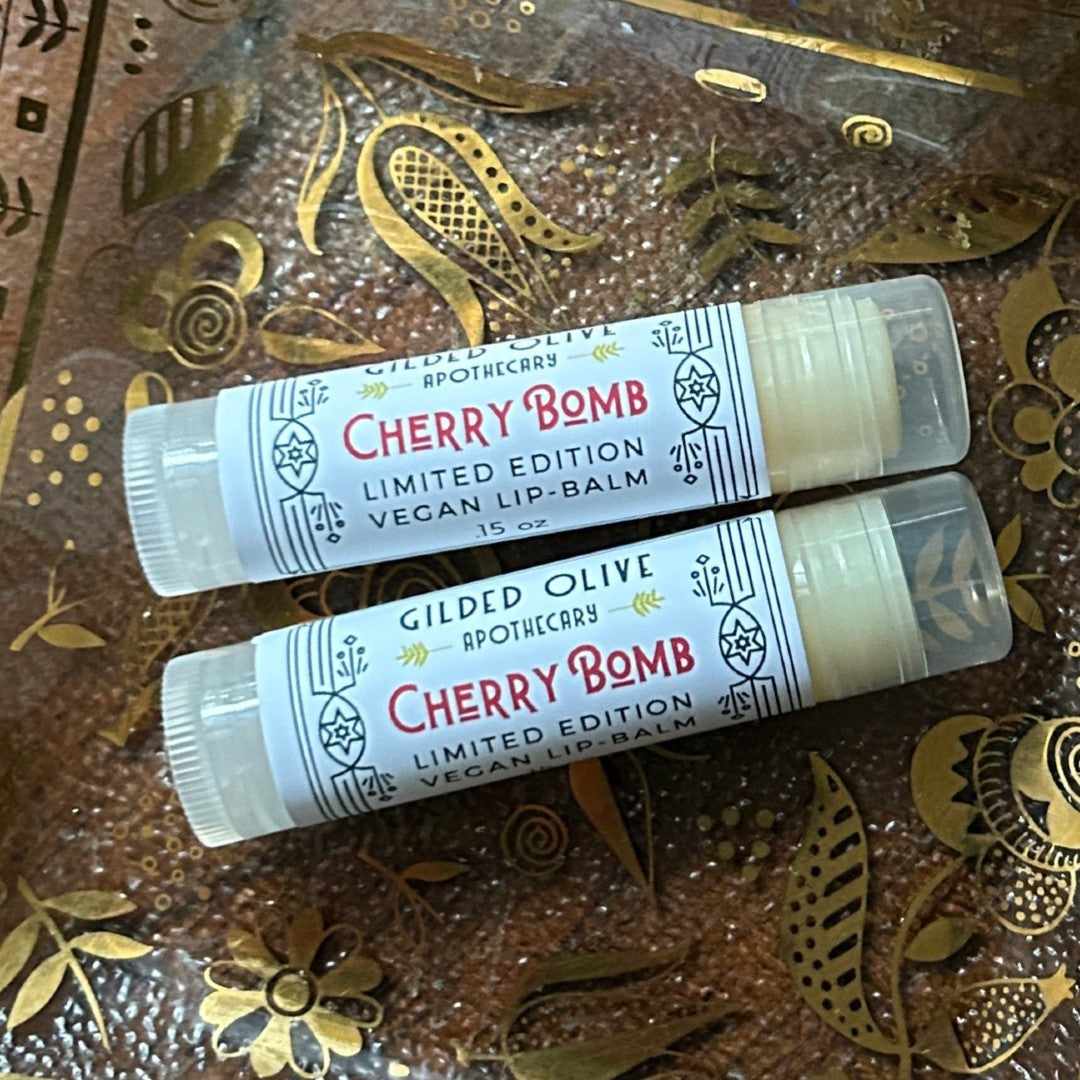 GILDED OLIVE
APOTHECARY
CHERRY BOMB
LIMITED EDITION
VEGAN LIP-BALM
.15 oz
GILDED OLIVE
APOTHECARY
CHERRY BOMB
LIMITED EDITION
VEGAN LIP-BALM